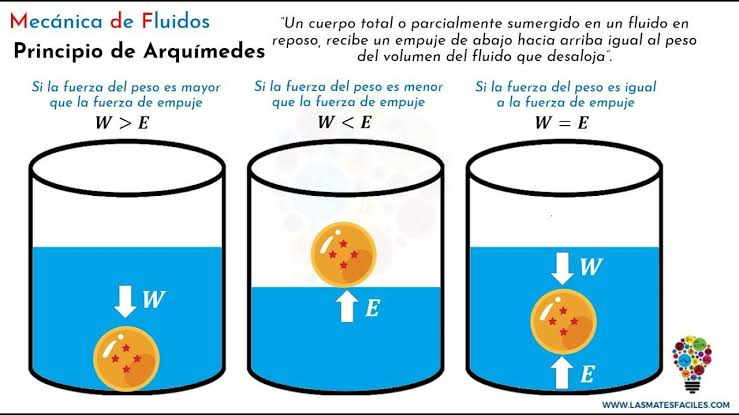 Mecánica de Fluidos
Principio de Arquímedes
"Un cuerpo total o parcialmente sumergido en un fluido en
reposo, recibe un empuje de abajo hacia arriba igual al peso
del volumen del fluido que desaloja".
Si la fuerza del peso es mayor
que la fuerza de empuje
W > E
Si la fuerza del peso es menor
que la fuerza de empuje
W < E
Si la fuerza del peso es igual
a la fuerza de empuje
W = E
W
E
W
E
WWW.LASMATESFACILES.COM